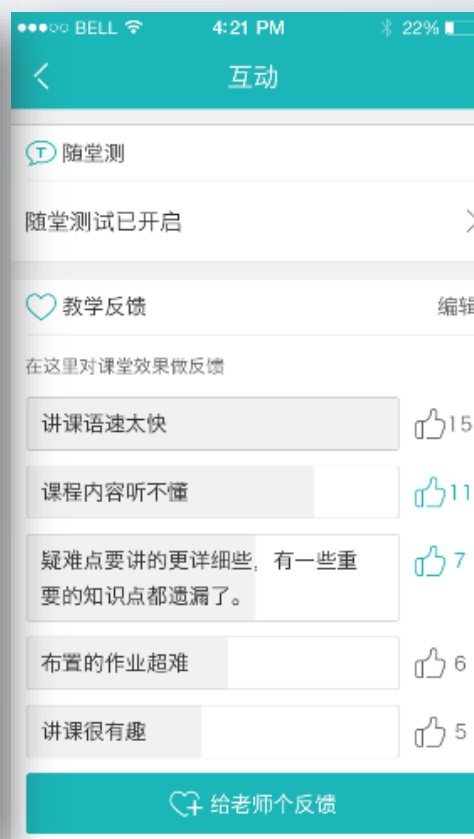 BELL 4:21 PM 22%
互动
T 随堂测
随堂测试已开启
教学反馈 编辑
在这里对课堂效果做反馈
讲课语速太快 15
课程内容听不懂 11
疑难点要讲的更详细些，有一些重 7
要的知识点都遗漏了。
布置的作业超难 6
讲课很有趣 5
给老师个反馈